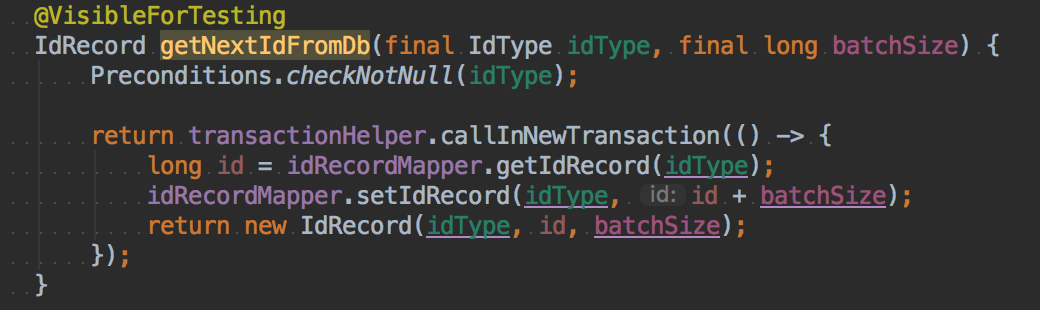 @VisibleForTesting
IdRecord getNextIdFromDb(final IdType idType, final long batchSize) {
Preconditions.checkNotNull(idType);
return transactionHelper.callInNewTransaction(() -> {
long id = idRecordMapper.getIdRecord(idType);
idRecordMapper.setIdRecord(idType, id: id + batchSize);
return new IdRecord(idType, id, batchSize);
});
}